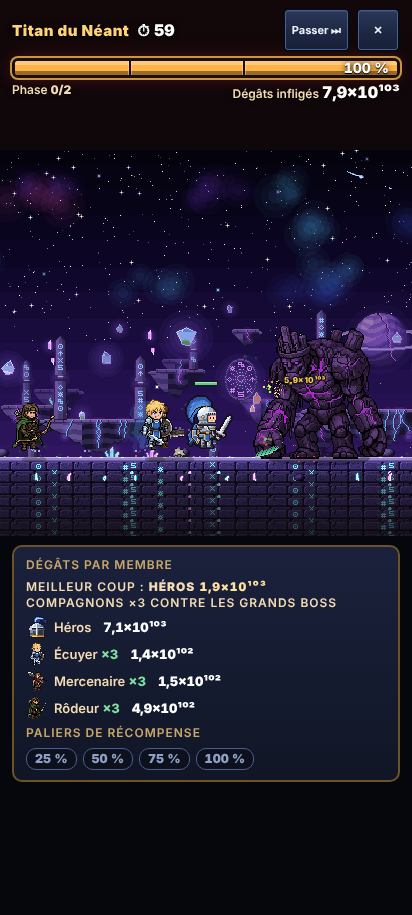 Titan du Néant ⏱ 59
Passer ⏭
✕
100 %
Phase 0/2
Dégâts infligés 7,9×10¹⁰³
5,9×10¹⁰³
DÉGÂTS PAR MEMBRE
MEILLEUR COUP : HÉROS 1,9×10¹⁰³
COMPAGNONS ×3 CONTRE LES GRANDS BOSS
Héros 7,1×10¹⁰³
Écuyer ×3 1,4×10¹⁰²
Mercenaire ×3 1,5×10¹⁰²
Rôdeur ×3 4,9×10¹⁰²
PALIERS DE RÉCOMPENSE
25 % 50 % 75 % 100 %